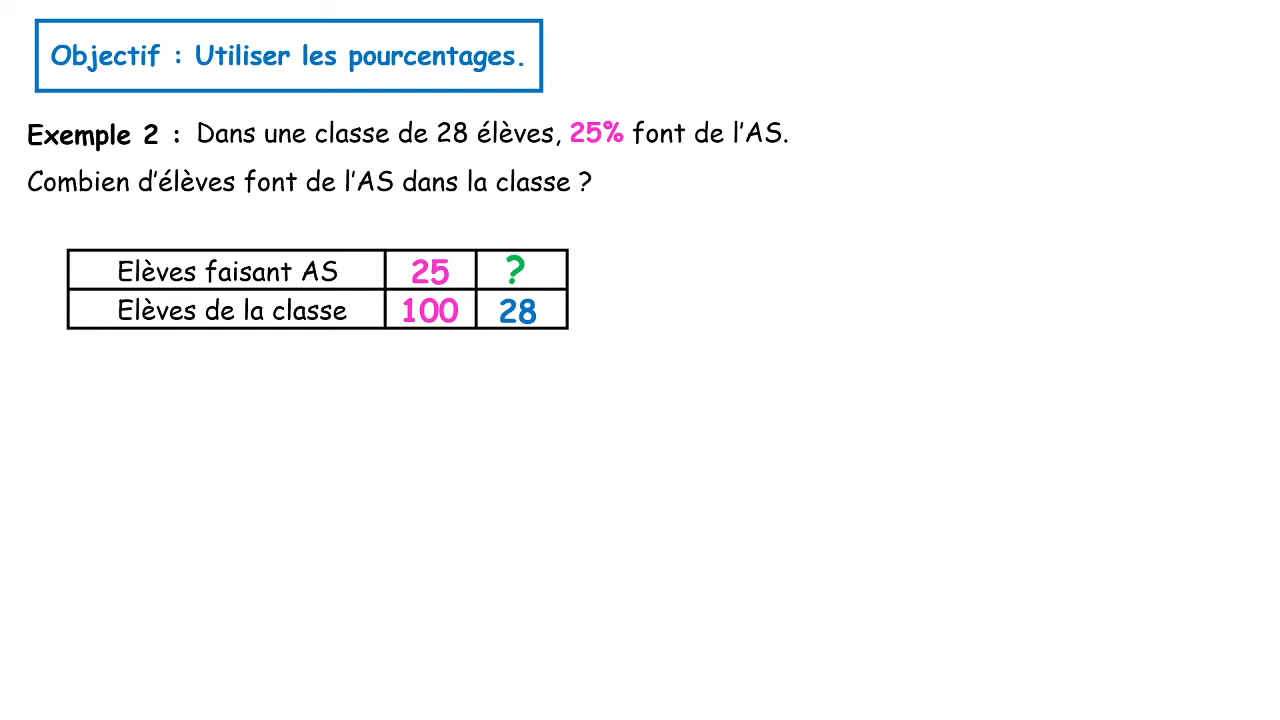 Objectif : Utiliser les pourcentages.
Exemple 2 : Dans une classe de 28 élèves, 25% font de l’AS.
Combien d’élèves font de l’AS dans la classe ?
Elèves faisant AS 25 ?
Elèves de la classe 100 28